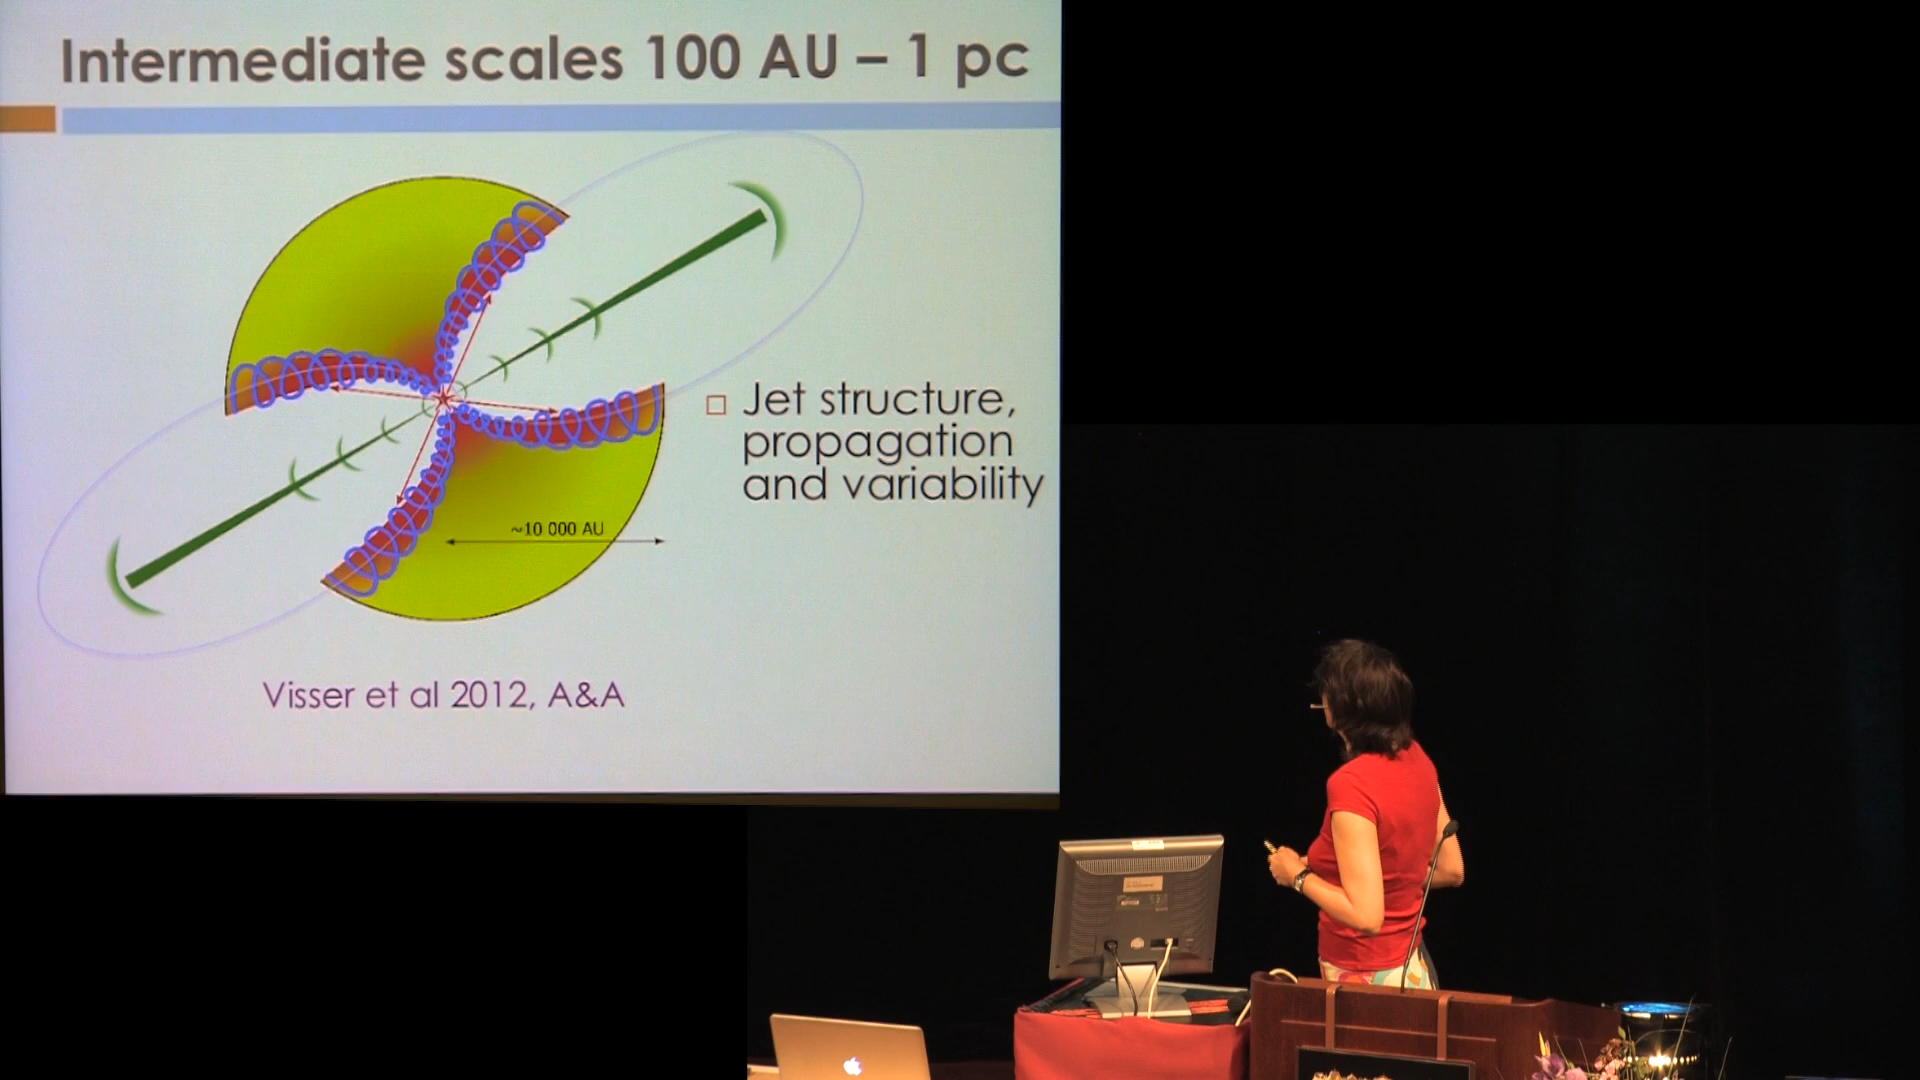 Intermediate scales 100 AU – 1 pc
Jet structure,
propagation
and variability
~10 000 AU
Visser et al 2012, A&A